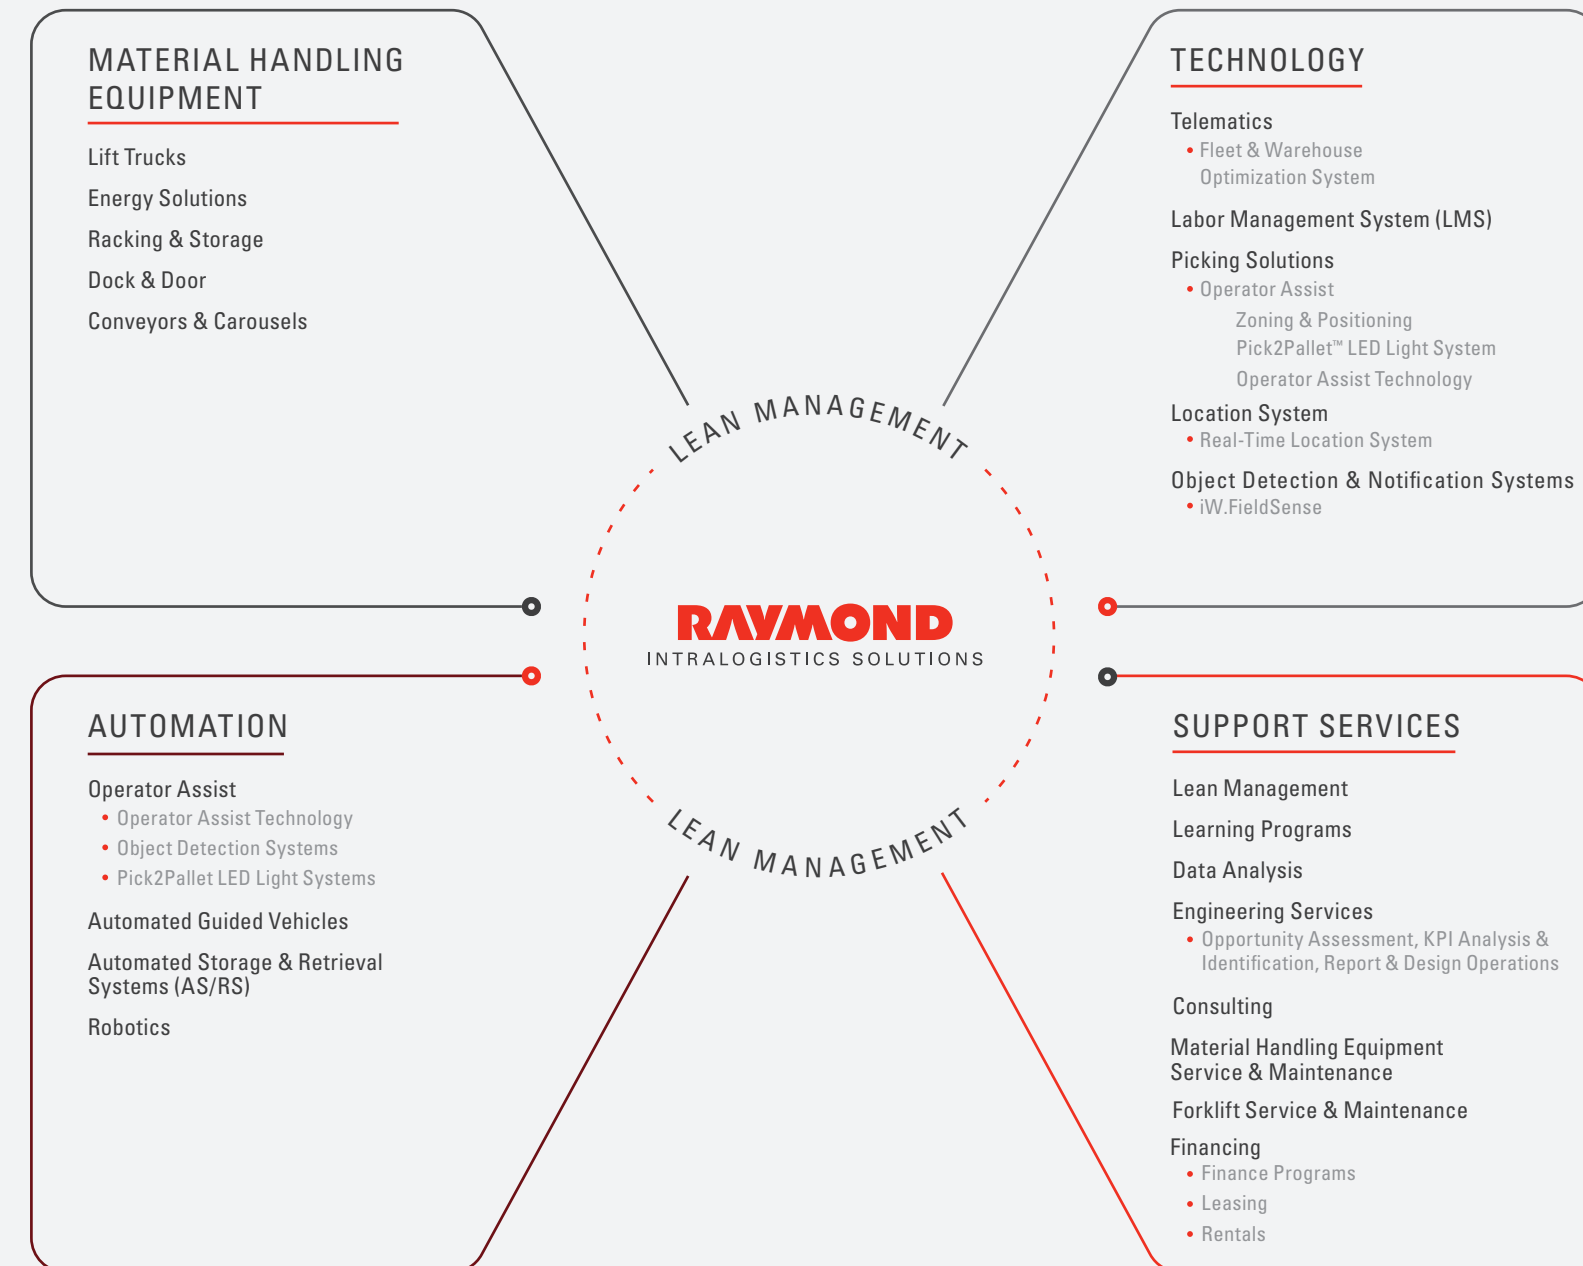 MATERIAL HANDLING
EQUIPMENT
Lift Trucks
Energy Solutions
Racking & Storage
Dock & Door
Conveyors & Carousels
TECHNOLOGY
Telematics
• Fleet & Warehouse
Optimization System
Labor Management System (LMS)
Picking Solutions
• Operator Assist
Zoning & Positioning
Pick2Pallet™ LED Light System
Operator Assist Technology
Location System
• Real-Time Location System
Object Detection & Notification Systems
• iW.FieldSense
LEAN MANAGEMENT
RAYMOND
INTRALOGISTICS SOLUTIONS
LEAN MANAGEMENT
AUTOMATION
Operator Assist
• Operator Assist Technology
• Object Detection Systems
• Pick2Pallet LED Light Systems
Automated Guided Vehicles
Automated Storage & Retrieval
Systems (AS/RS)
Robotics
SUPPORT SERVICES
Lean Management
Learning Programs
Data Analysis
Engineering Services
• Opportunity Assessment, KPI Analysis &
Identification, Report & Design Operations
Consulting
Material Handling Equipment
Service & Maintenance
Forklift Service & Maintenance
Financing
• Finance Programs
• Leasing
• Rentals